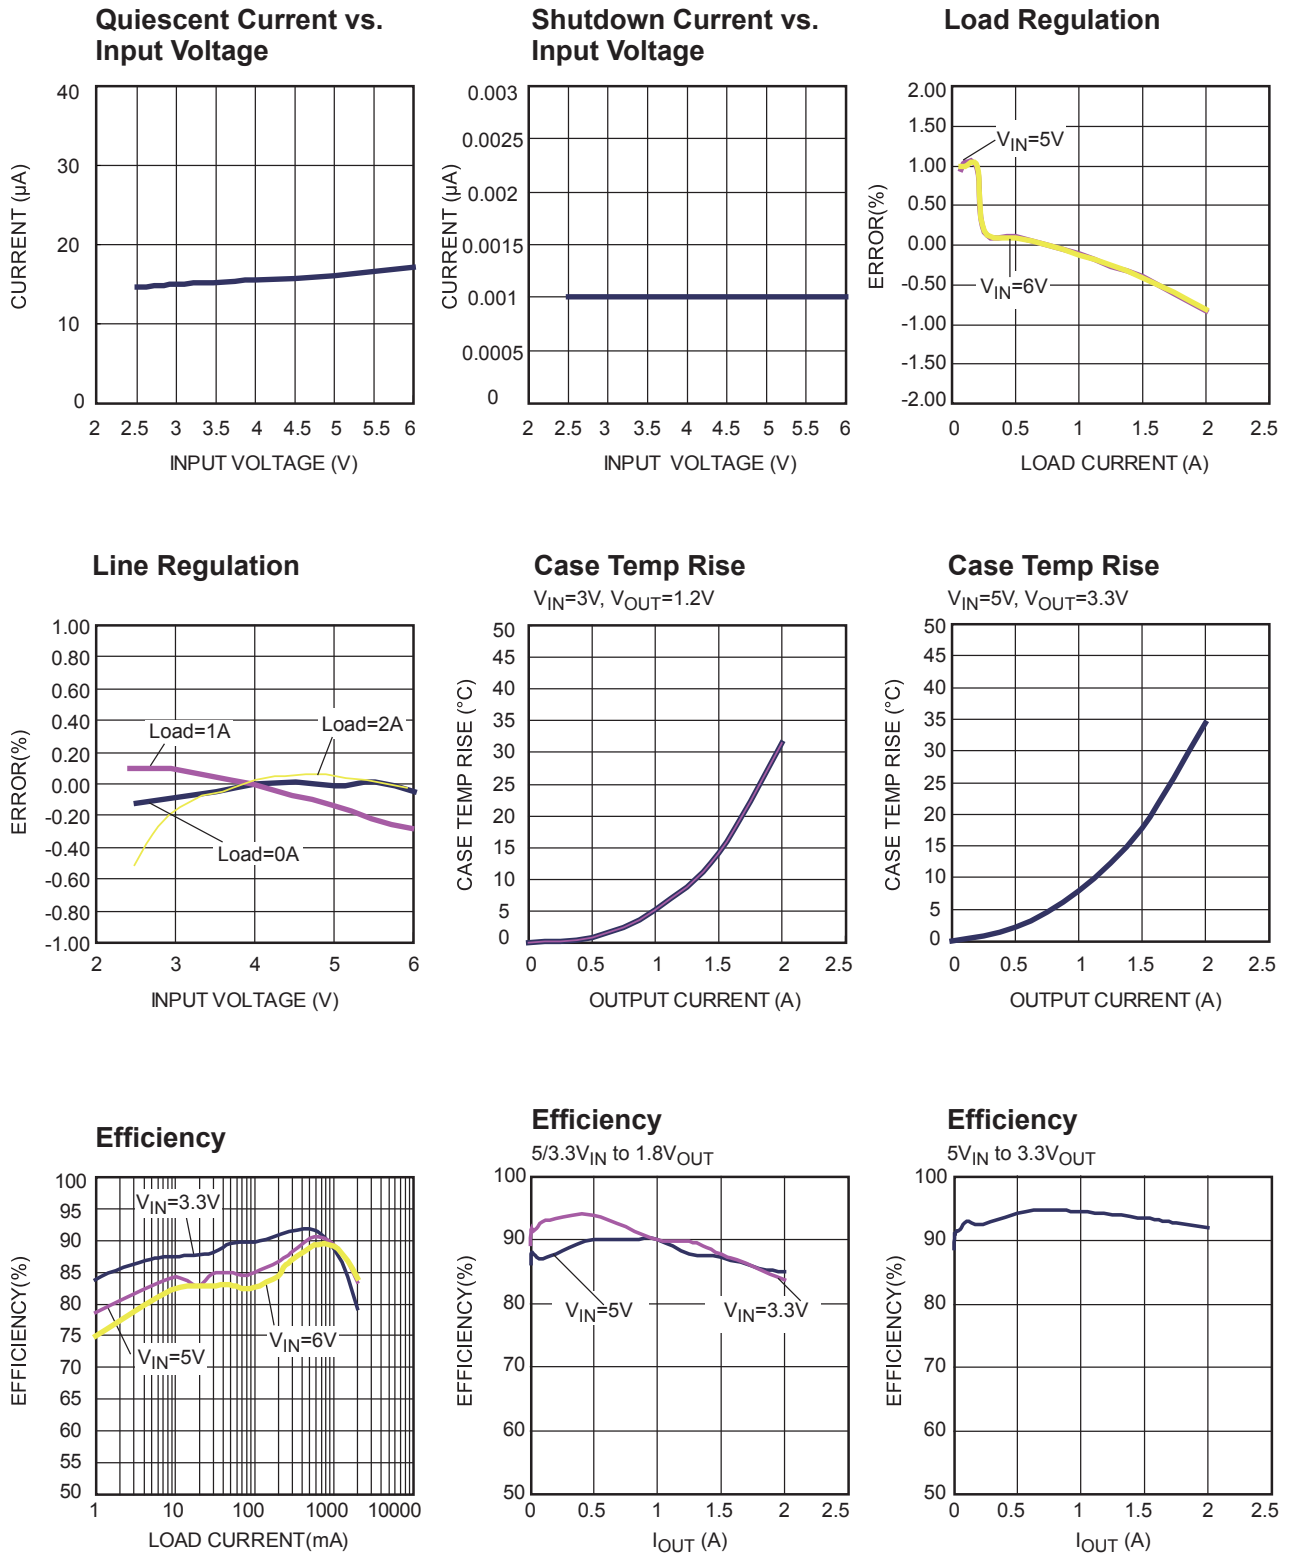 Quiescent Current vs.
Input Voltage
40
30
20
10
0
CURRENT (µA)
2 2.5 3 3.5 4 4.5 5 5.5 6
INPUT VOLTAGE (V)
Shutdown Current vs.
Input Voltage
0.003
0.0025
0.002
0.0015
0.001
0.0005
0
CURRENT (µA)
2 2.5 3 3.5 4 4.5 5 5.5 6
INPUT VOLTAGE (V)
Load Regulation
2.00
1.50
1.00
0.50
0.00
-0.50
-1.00
-1.50
-2.00
ERROR(%)
VIN=5V
VIN=6V
0 0.5 1 1.5 2 2.5
LOAD CURRENT (A)
Line Regulation
1.00
0.80
0.60
0.40
0.20
0.00
-0.20
-0.40
-0.60
-0.80
-1.00
ERROR(%)
Load=1A
Load=2A
Load=0A
2 3 4 5 6
INPUT VOLTAGE (V)
Case Temp Rise
VIN=3V, VOUT=1.2V
50
45
40
35
30
25
20
15
10
5
0
CASE TEMP RISE (°C)
0 0.5 1 1.5 2 2.5
OUTPUT CURRENT (A)
Case Temp Rise
VIN=5V, VOUT=3.3V
50
45
40
35
30
25
20
15
10
5
0
CASE TEMP RISE (°C)
0 0.5 1 1.5 2 2.5
OUTPUT CURRENT (A)
Efficiency
100
95
90
85
80
75
70
65
60
55
50
EFFICIENCY(%)
VIN=3.3V
VIN=6V
VIN=5V
1 10 100 1000 10000
LOAD CURRENT(mA)
Efficiency
5/3.3VIN to 1.8VOUT
100
90
80
70
60
50
EFFICIENCY(%)
VIN=5V
VIN=3.3V
0 0.5 1 1.5 2 2.5
IOUT (A)
Efficiency
5VIN to 3.3VOUT
100
90
80
70
60
50
EFFICIENCY(%)
0 0.5 1 1.5 2 2.5
IOUT (A)